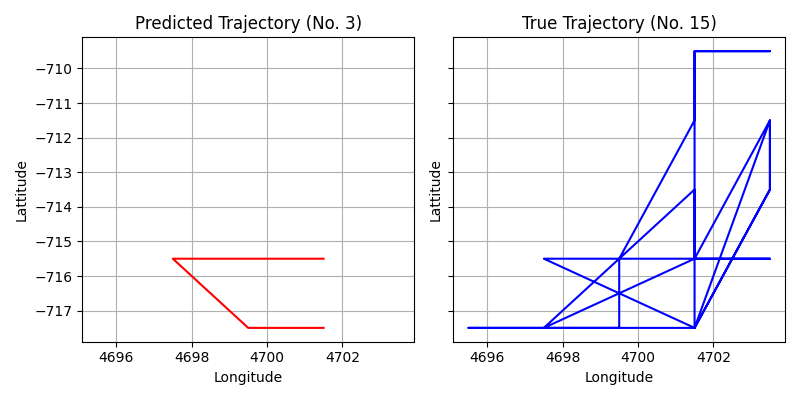 Predicted Trajectory (No. 3)
True Trajectory (No. 15)
Lattitude
−710
−711
−712
−713
−714
−715
−716
−717
4696
4698
4700
4702
Longitude
Lattitude
4696
4698
4700
4702
Longitude